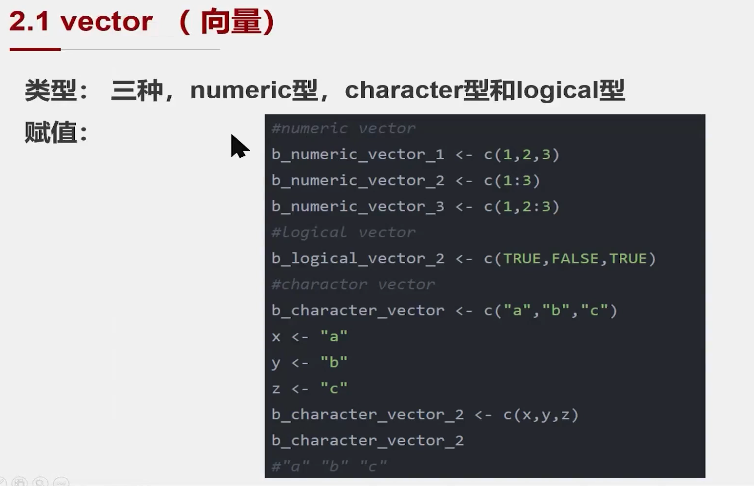 2.1 vector （向量）
类型： 三种，numeric型，character型和logical型
赋值：
#numeric vector
b_numeric_vector_1 <- c(1,2,3)
b_numeric_vector_2 <- c(1:3)
b_numeric_vector_3 <- c(1,2:3)
#Logical vector
b_logical_vector_2 <- c(TRUE,FALSE,TRUE)
#charactor vector
b_character_vector <- c("a","b","c")
x <- "a"
y <- "b"
z <- "c"
b_character_vector_2 <- c(x,y,z)
b_character_vector_2
#"a" "b" "c"